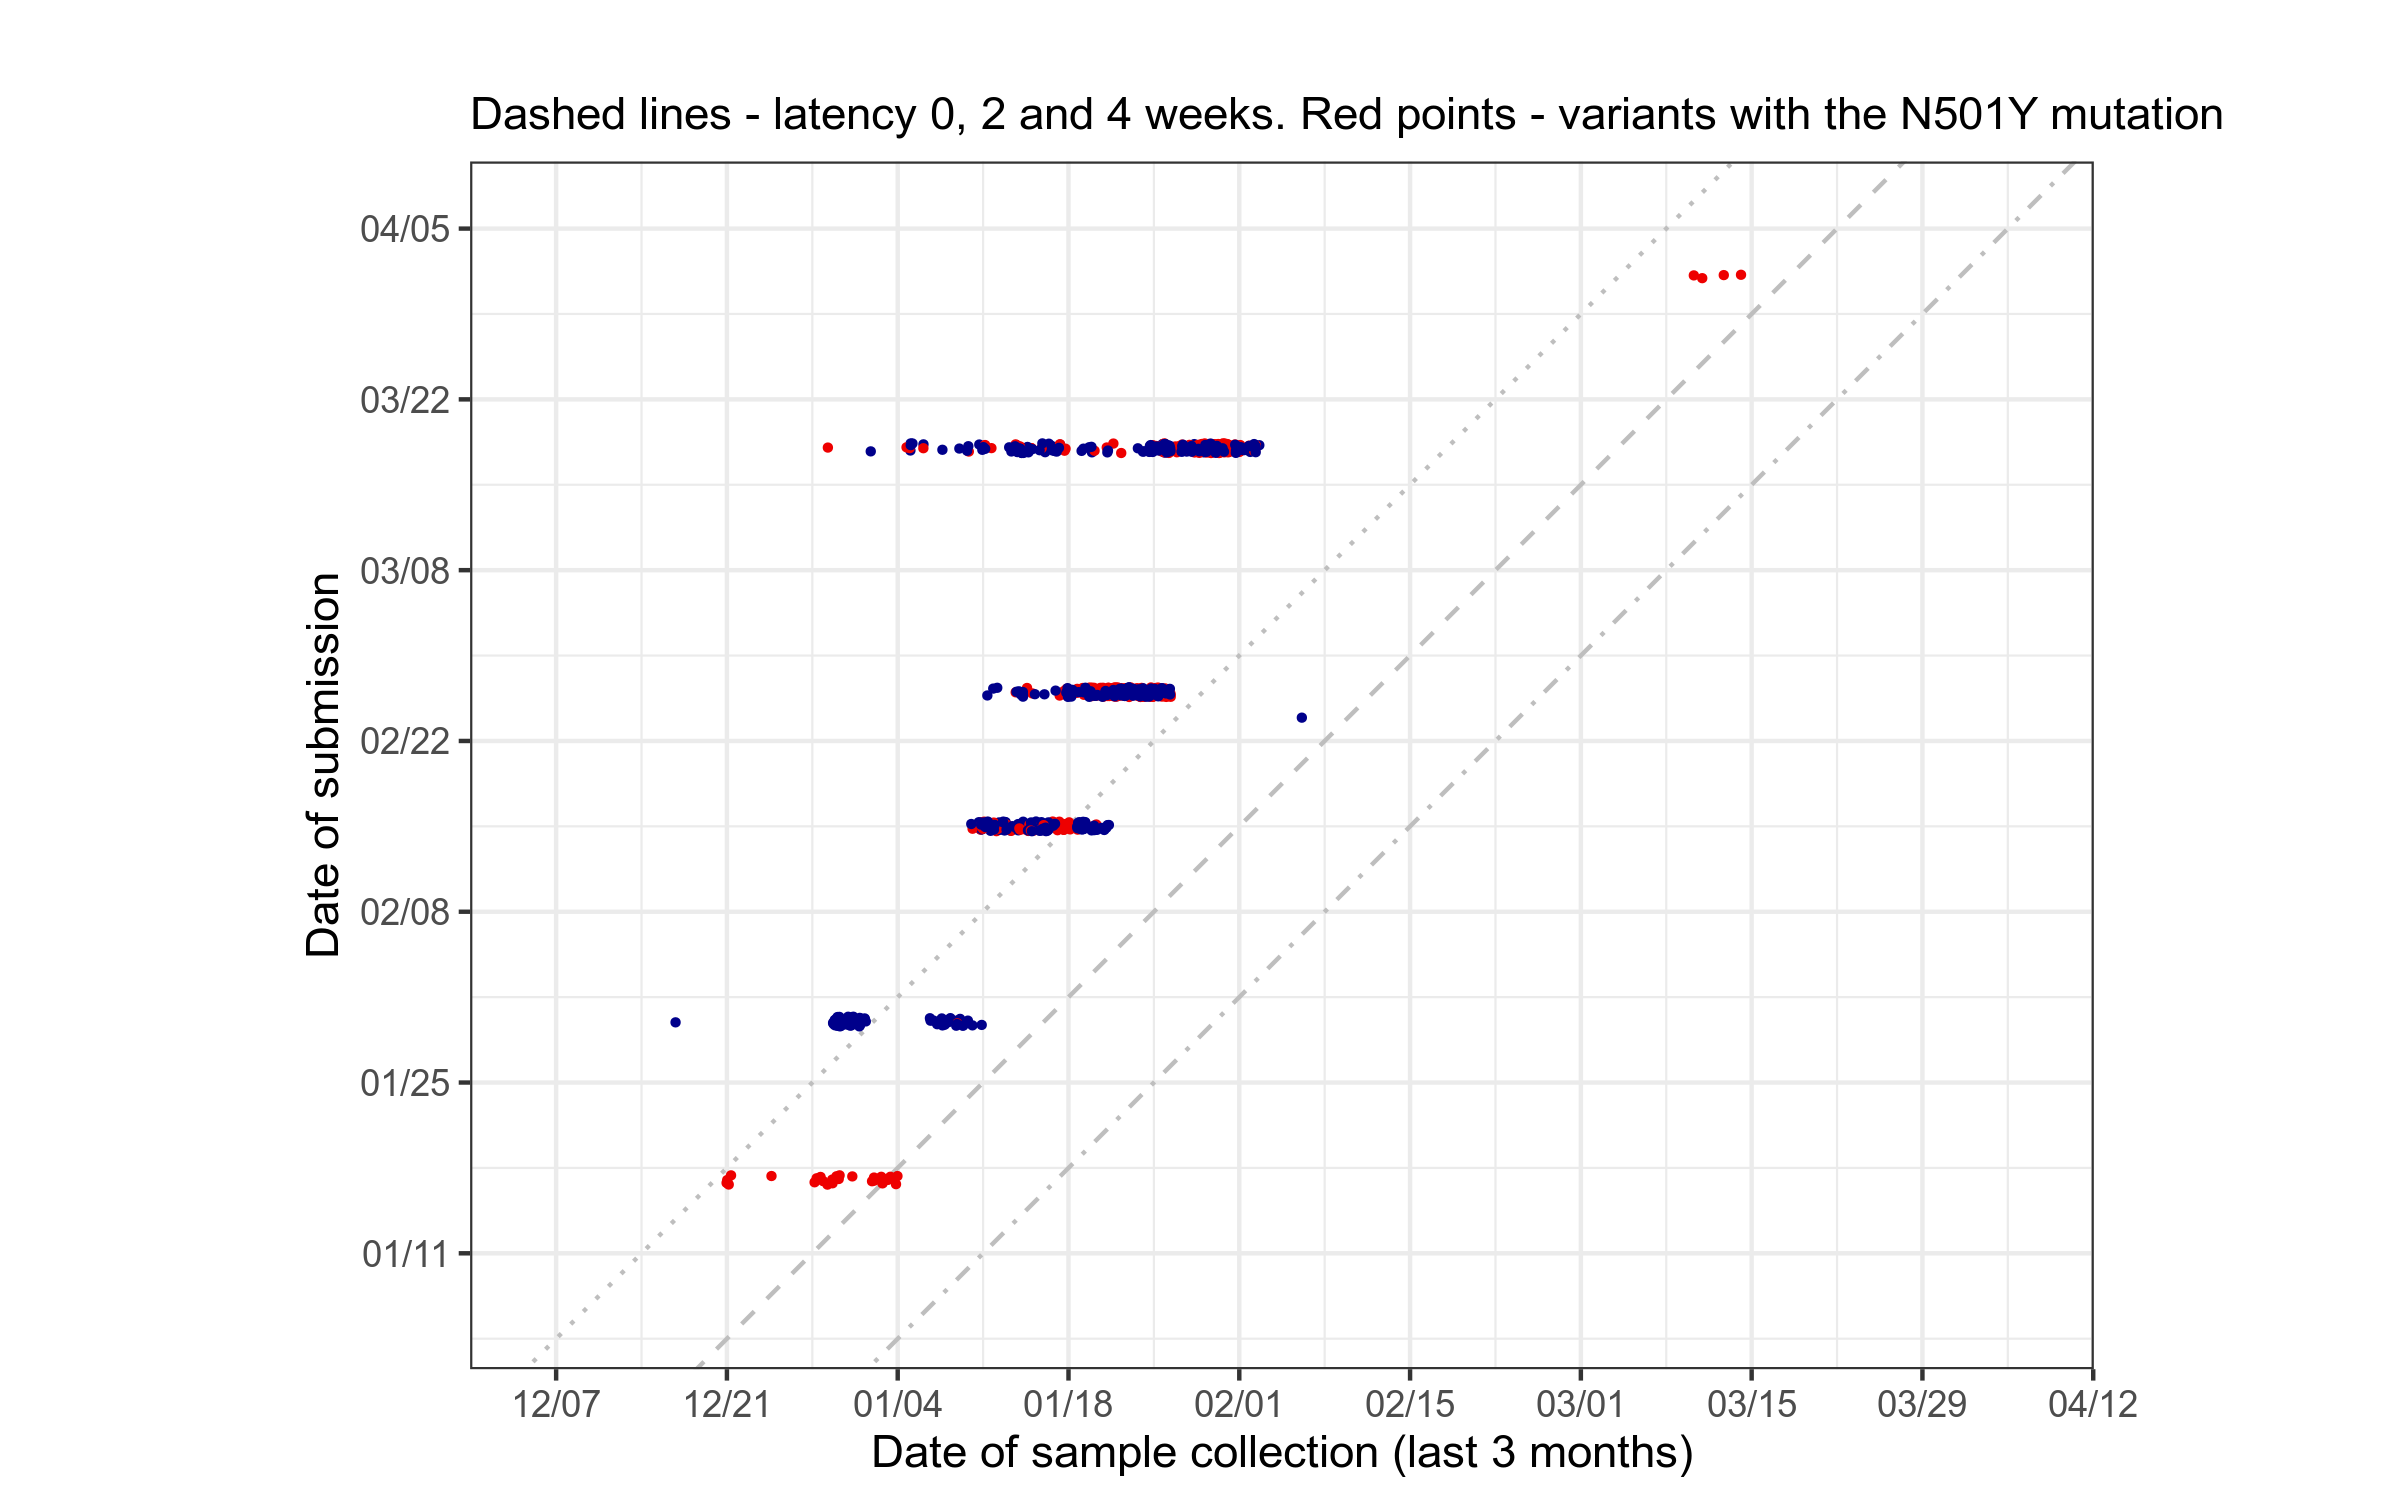 Dashed lines - latency 0, 2 and 4 weeks. Red points - variants with the N501Y mutation
Date of submission
04/05
03/22
03/08
02/22
02/08
01/25
01/11
12/07 12/21 01/04 01/18 02/01 02/15 03/01 03/15 03/29 04/12
Date of sample collection (last 3 months)